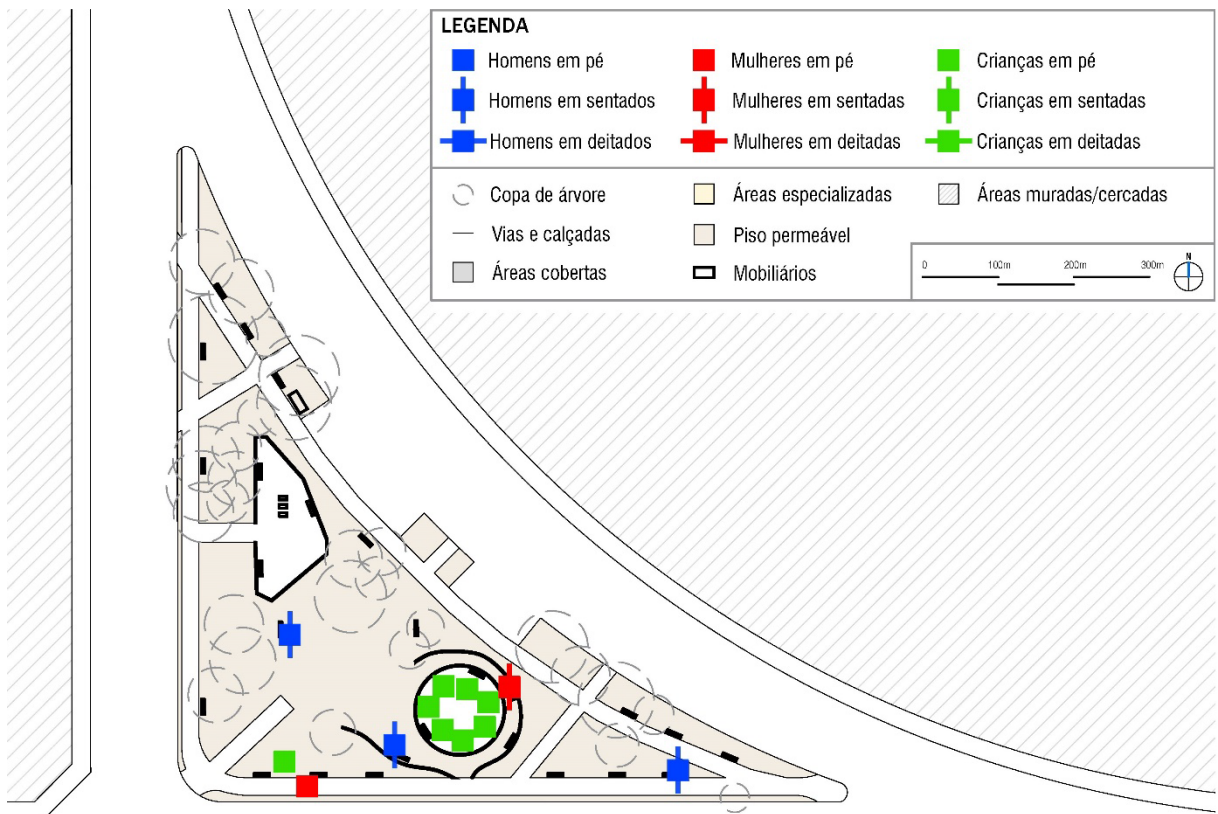 LEGENDA
Homens em pé
Mulheres em pé
Crianças em pé
Homens em sentados
Mulheres em sentadas
Crianças em sentadas
Homens em deitados
Mulheres em deitadas
Crianças em deitadas
Copa de árvore
Áreas especializadas
Áreas muradas/cercadas
Vias e calçadas
Piso permeável
Áreas cobertas
Mobiliários
0 100m 200m 300m
N